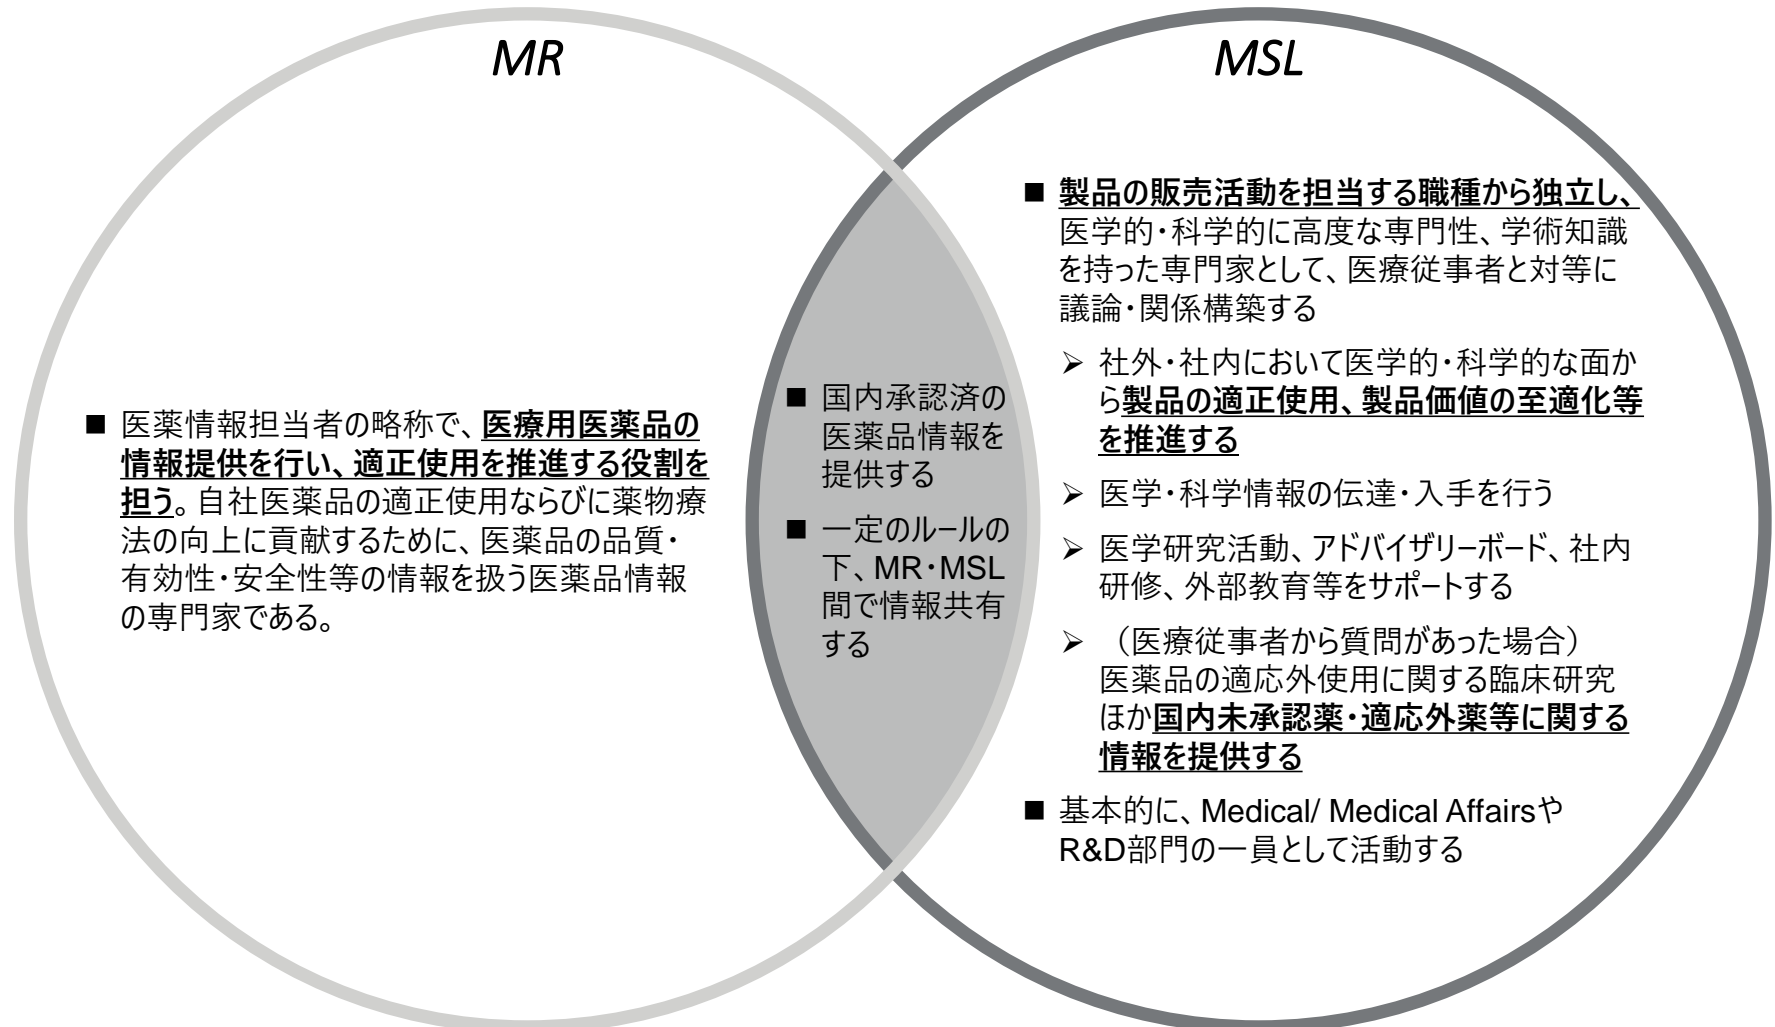 MR
■ 医薬情報担当者の略称で、医療用医薬品の
情報提供を行い、適正使用を推進する役割を
担う。自社医薬品の適正使用ならびに薬物療
法の向上に貢献するために、医薬品の品質・
有効性・安全性等の情報を扱う医薬品情報
の専門家である。
■ 国内承認済の
医薬品情報を
提供する
■ 一定のルールの
下、MR・MSL
間で情報共有
する
MSL
■ 製品の販売活動を担当する職種から独立し、
医学的・科学的に高度な専門性、学術知識
を持った専門家として、医療従事者と対等に
議論・関係構築する
➢ 社外・社内において医学的・科学的な面か
ら製品の適正使用、製品価値の至適化等
を推進する
➢ 医学・科学情報の伝達・入手を行う
➢ 医学研究活動、アドバイザリーボード、社内
研修、外部教育等をサポートする
➢ （医療従事者から質問があった場合）
医薬品の適応外使用に関する臨床研究
ほか国内未承認薬・適応外薬等に関する
情報を提供する
■ 基本的に、Medical/ Medical Affairsや
R&D部門の一員として活動する